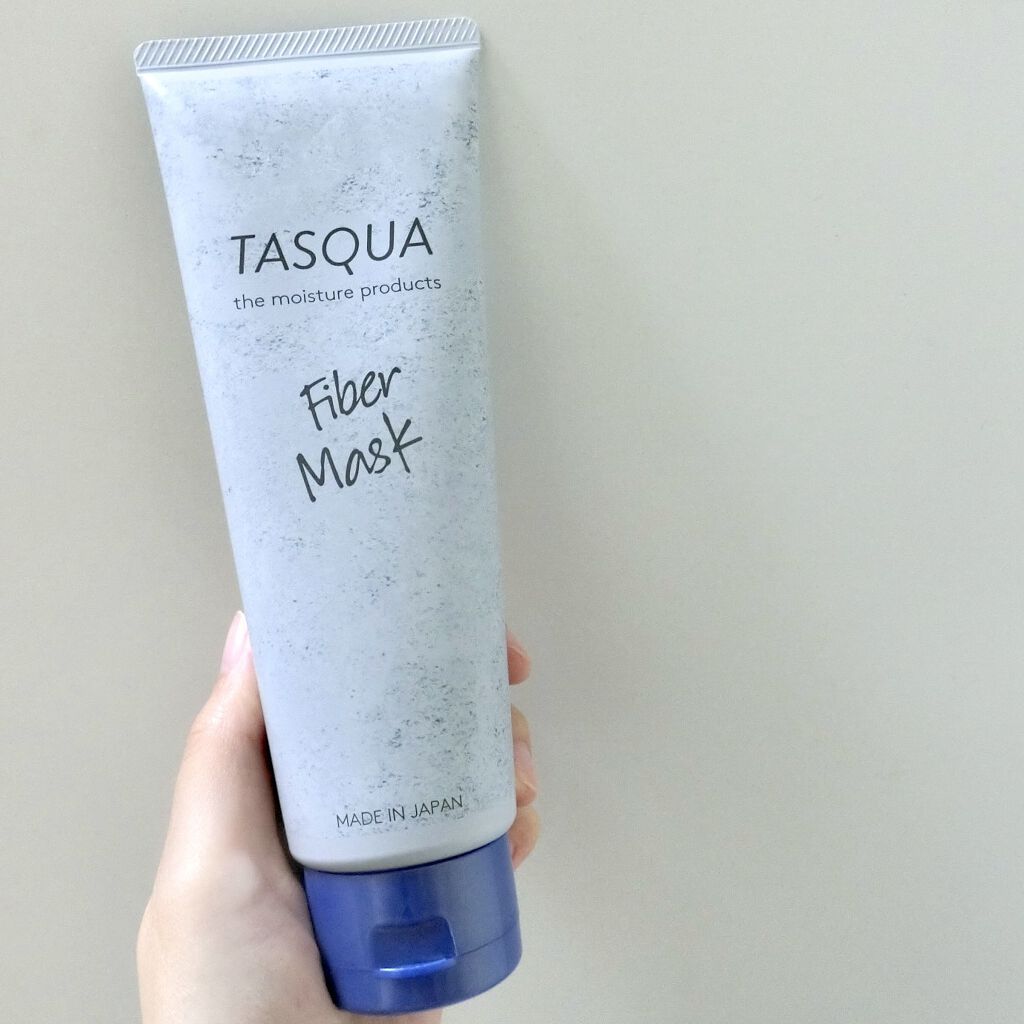 TASQUA
the moisture products
Fiber
Mask
MADE IN JAPAN